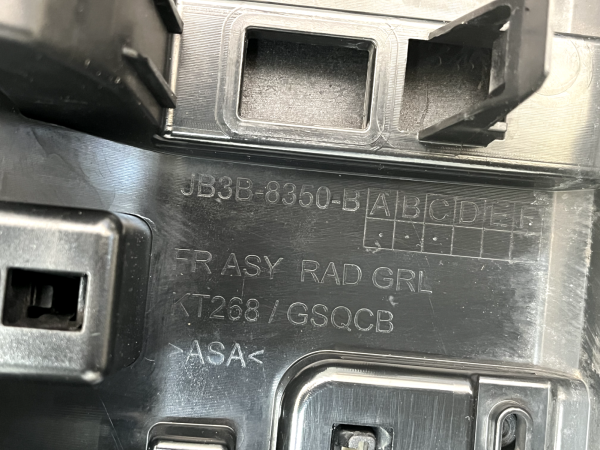 JB3B-8350-B A B C D E F
FR ASY RAD GRL
KT268 / GSQCB
>ASA<